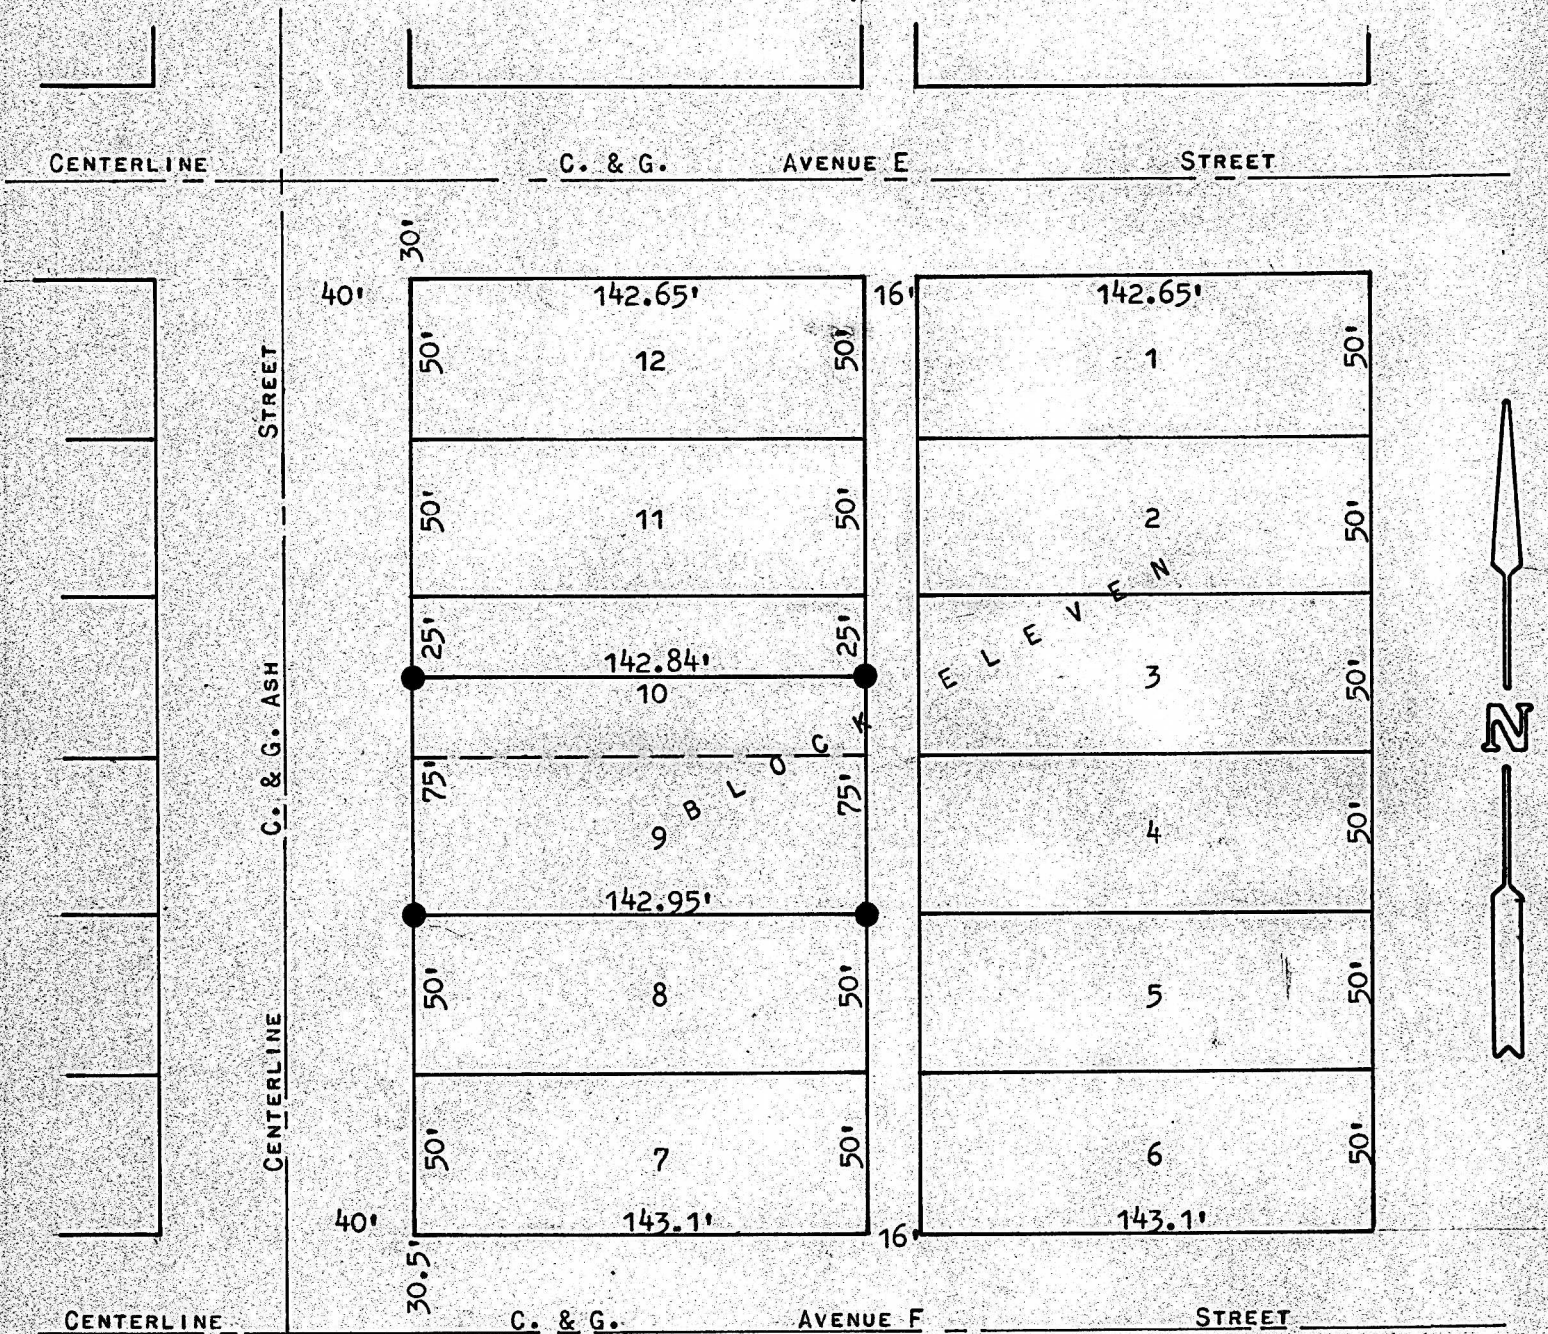 CENTERLINE C. & G. AVENUE E STREET
30'
40' 142.65' 16' 142.65'
50' 12 50' 1 50'
STREET
50' 11 50' 2 50'
25' 142.84' 25'
10 3 50'
C. & G. ASH
75' 9 75' 4 50'
BLOCK ELEVEN
N
142.95'
50' 8 50' 5 50'
CENTERLINE
50' 7 50' 6 50'
40' 143.1' 16' 143.1'
30.5'
CENTERLINE C. & G. AVENUE F STREET